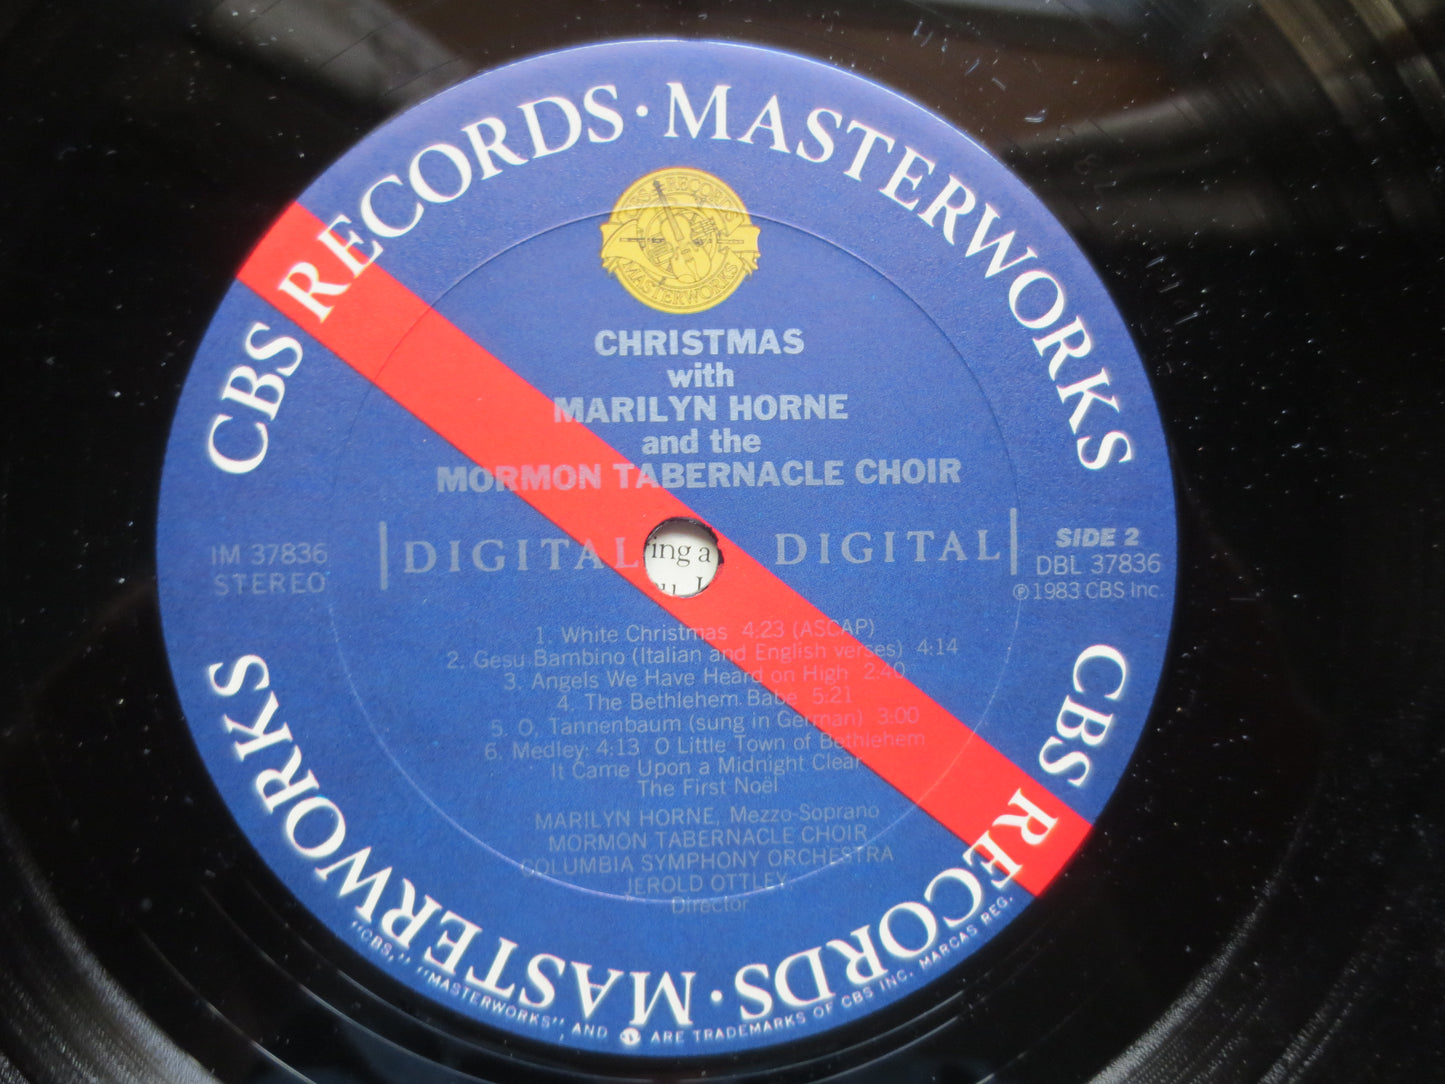 CBS RECORDS · MASTERWORKS
CBS RECORDS · MASTERWORKS
CBS RECORDS
MASTERWORKS
CHRISTMAS
with
MARILYN HORNE
and the
MORMON TABERNACLE CHOIR
DIGITAL DIGITAL
IM 37836
STEREO
SIDE 2
DBL 37836
℗1983 CBS Inc.
ing a
1. White Christmas 4:23 (ASCAP)
2. Gesu Bambino (Italian and English verses) 4:14
3. Angels We Have Heard on High 2:40
4. The Bethlehem Babe 5:21
5. O, Tannenbaum (sung in German) 3:00
6. Medley: 4:13 O Little Town of Bethlehem
It Came Upon a Midnight Clear
The First Noël
MARILYN HORNE, Mezzo-Soprano
MORMON TABERNACLE CHOIR
COLUMBIA SYMPHONY ORCHESTRA
JEROLD OTTLEY,
Director
"CBS," "MASTERWORKS", AND ARE TRADEMARKS OF CBS INC. MARCAS REG.